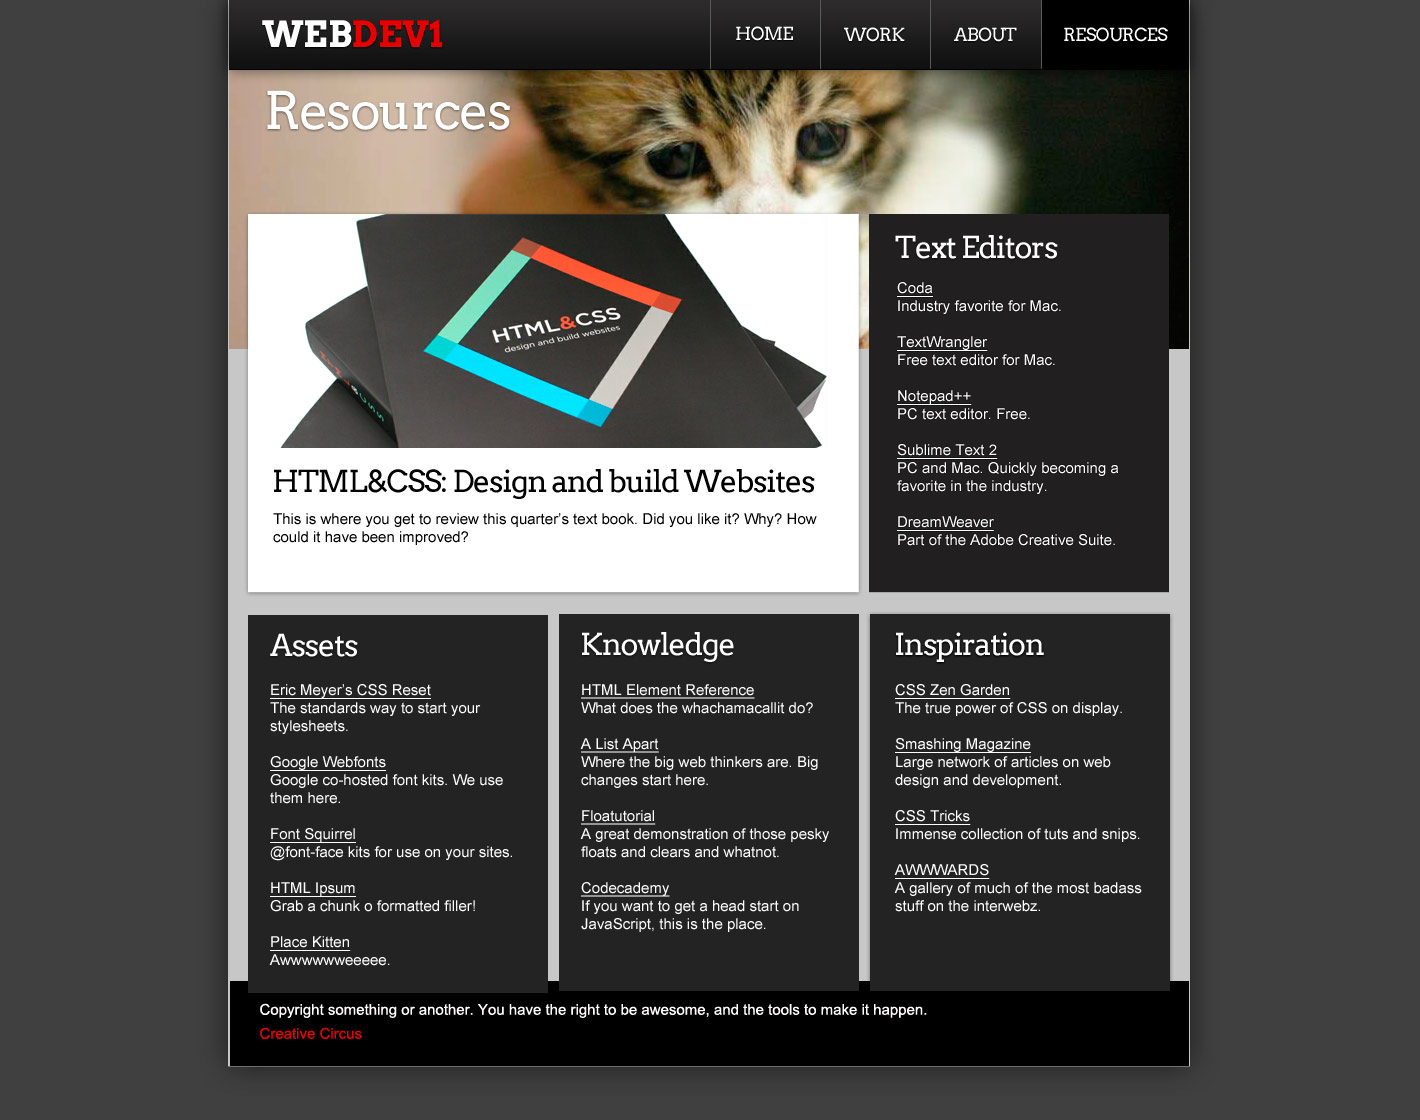 WEBDEV1
HOME
WORK
ABOUT
RESOURCES
Resources
HTML&CSS
design and build websites
HTML&CSS: Design and build Websites
This is where you get to review this quarter's text book. Did you like it? Why? How
could it have been improved?
Text Editors
Coda
Industry favorite for Mac.
TextWrangler
Free text editor for Mac.
Notepad++
PC text editor. Free.
Sublime Text 2
PC and Mac. Quickly becoming a
favorite in the industry.
DreamWeaver
Part of the Adobe Creative Suite.
Assets
Eric Meyer's CSS Reset
The standards way to start your
stylesheets.
Google Webfonts
Google co-hosted font kits. We use
them here.
Font Squirrel
@font-face kits for use on your sites.
HTML Ipsum
Grab a chunk o formatted filler!
Place Kitten
Awwwwwweeeee.
Knowledge
HTML Element Reference
What does the whachamacallit do?
A List Apart
Where the big web thinkers are. Big
changes start here.
Floatutorial
A great demonstration of those pesky
floats and clears and whatnot.
Codecademy
If you want to get a head start on
JavaScript, this is the place.
Inspiration
CSS Zen Garden
The true power of CSS on display.
Smashing Magazine
Large network of articles on web
design and development.
CSS Tricks
Immense collection of tuts and snips.
AWWWARDS
A gallery of much of the most badass
stuff on the interwebz.
Copyright something or another. You have the right to be awesome, and the tools to make it happen.
Creative Circus